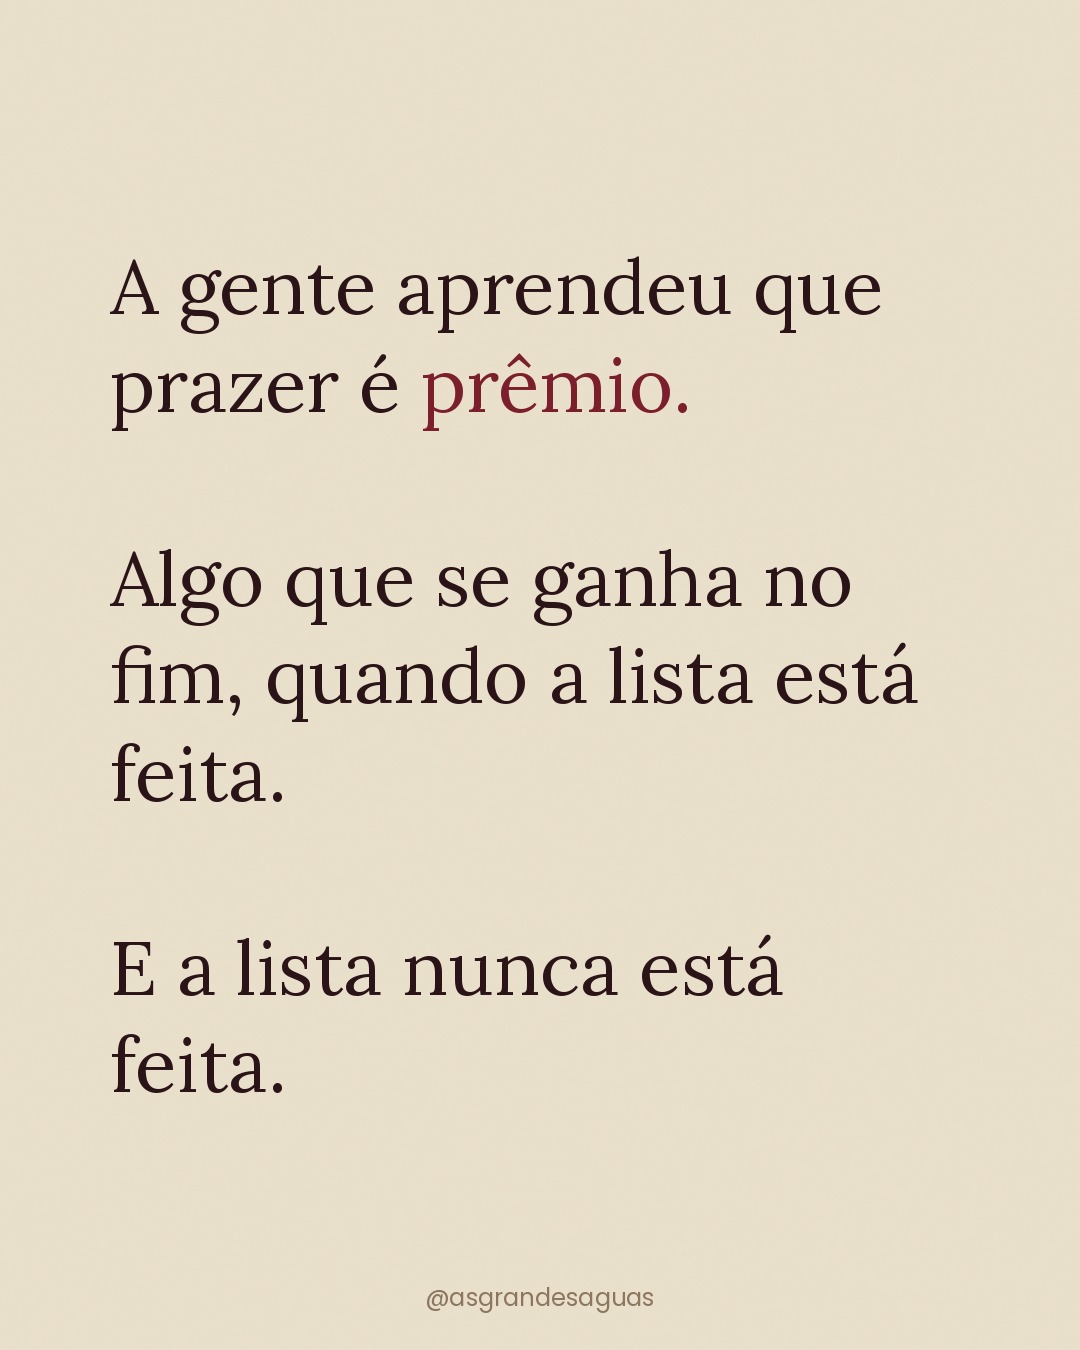 A gente aprendeu que
prazer é prêmio.
Algo que se ganha no
fim, quando a lista está
feita.
E a lista nunca está
feita.
@asgrandesaguas